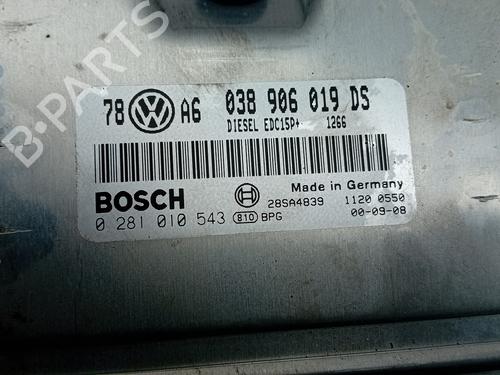 78 VW A6 038 906 019 DS
DIESEL EDC15P+ 1266
BOSCH
Made in Germany
0 281 010 543 810 BPG
28SA4839 1120 0550
00-09-08